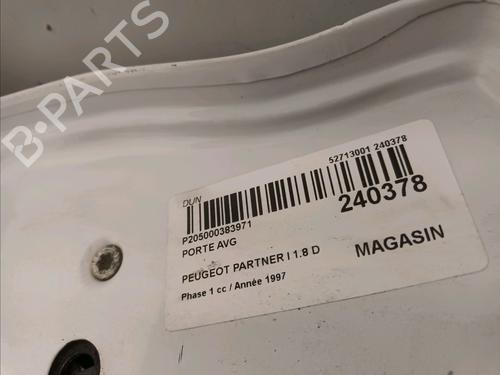 B-PARTS
DUN
52713001 240378
P205000383971
240378
PORTE AVG
PEUGEOT PARTNER I 1.8 D
MAGASIN
Phase 1 cc / Année 1997